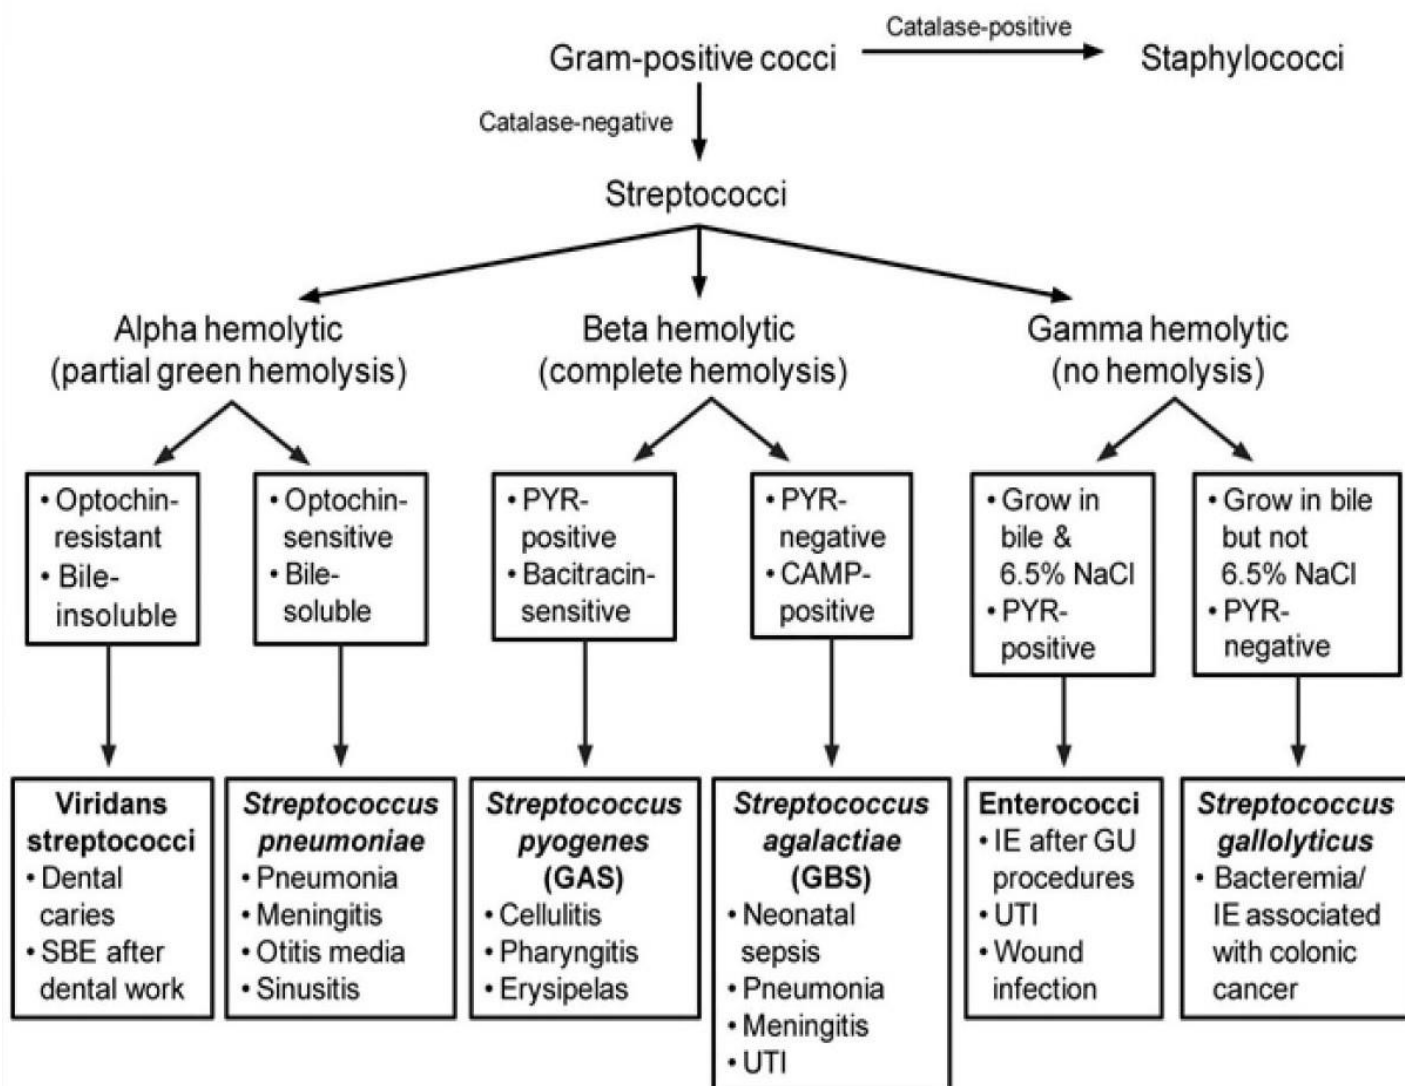 Catalase-positive
Gram-positive cocci
Staphylococci
Catalase-negative
Streptococci
Alpha hemolytic
(partial green hemolysis)
Beta hemolytic
(complete hemolysis)
Gamma hemolytic
(no hemolysis)
• Optochin-
resistant
• Bile-
insoluble
• Optochin-
sensitive
• Bile-
soluble
• PYR-
positive
• Bacitracin-
sensitive
• PYR-
negative
• CAMP-
positive
• Grow in
bile &
6.5% NaCl
• PYR-
positive
• Grow in bile
but not
6.5% NaCl
• PYR-
negative
Viridans
streptococci
• Dental
caries
• SBE after
dental work
Streptococcus
pneumoniae
• Pneumonia
• Meningitis
• Otitis media
• Sinusitis
Streptococcus
pyogenes
(GAS)
• Cellulitis
• Pharyngitis
• Erysipelas
Streptococcus
agalactiae
(GBS)
• Neonatal
sepsis
• Pneumonia
• Meningitis
• UTI
Enterococci
• IE after GU
procedures
• UTI
• Wound
infection
Streptococcus
gallolyticus
• Bacteremia/
IE associated
with colonic
cancer